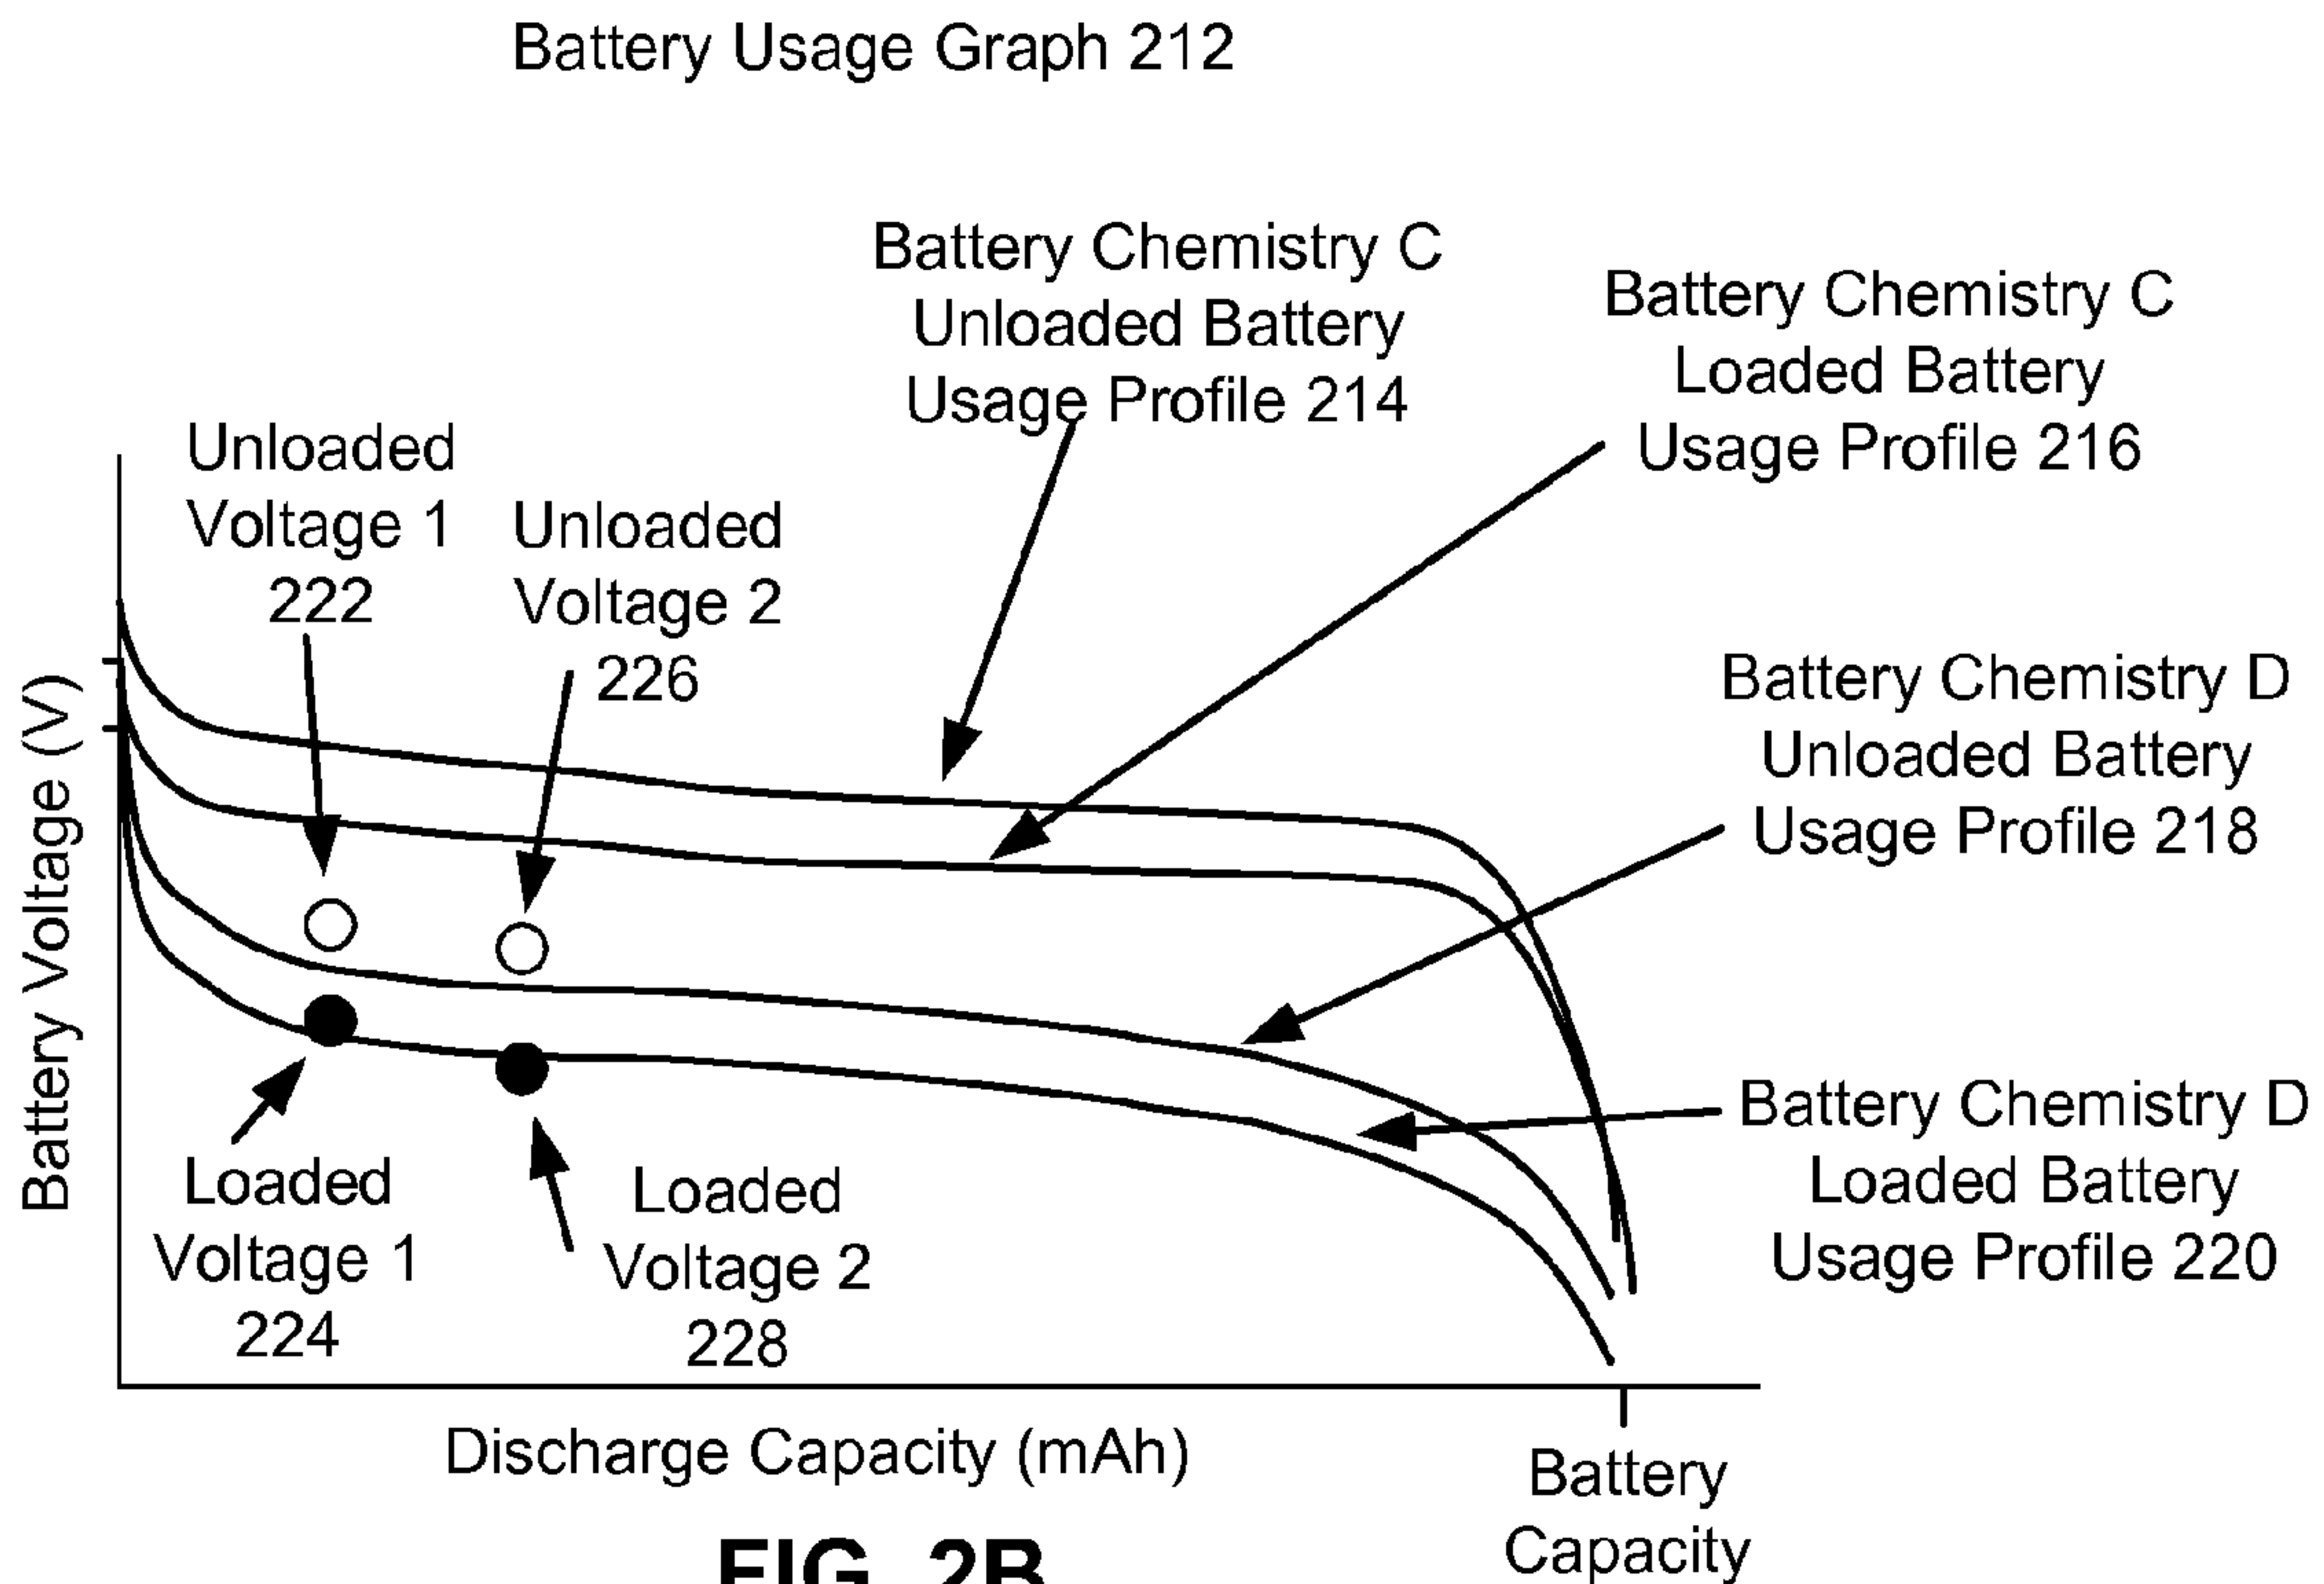 Battery Usage Graph 212
Battery Chemistry C
Unloaded Battery
Usage Profile 214
Battery Chemistry C
Loaded Battery
Usage Profile 216
Unloaded
Voltage 1
222
Unloaded
Voltage 2
226
Battery Chemistry D
Unloaded Battery
Usage Profile 218
Battery Voltage (V)
Battery Chemistry D
Loaded Battery
Usage Profile 220
Loaded
Voltage 1
224
Loaded
Voltage 2
228
Discharge Capacity (mAh)
Battery
Capacity
FIG. 2B